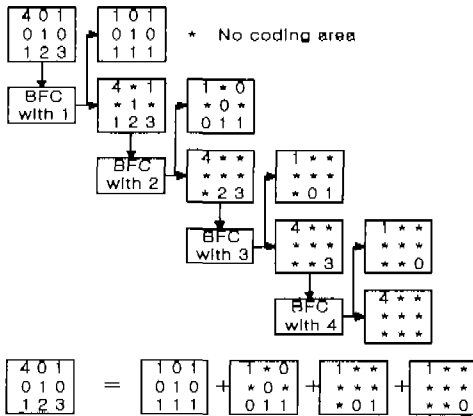 4 0 1
0 1 0
1 2 3
1 0 1
0 1 0
1 1 1
* No coding area
BFC
with 1
4 * 1
* 1 *
1 2 3
1 * 0
* 0 *
0 1 1
BFC
with 2
4 * *
* * *
* 2 3
1 * *
* * *
* 0 1
BFC
with 3
4 * *
* * *
* * 3
1 * *
* * *
* * 0
BFC
with 4
4 * *
* * *
* * *
4 0 1
0 1 0
1 2 3
=
1 0 1
0 1 0
1 1 1
+
1 * 0
* 0 *
0 1 1
+
1 * *
* * *
* 0 1
+
1 * *
* * *
* * 0